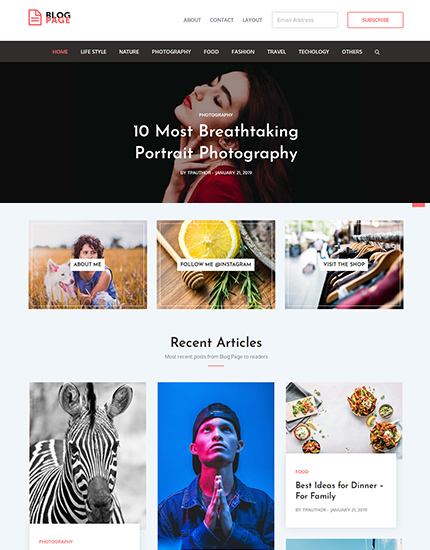 BLOG
PAGE
ABOUT CONTACT LAYOUT Email Address SUBSCRIBE
HOME LIFE STYLE NATURE PHOTOGRAPHY FOOD FASHION TRAVEL TECHOLOGY OTHERS
PHOTOGRAPHY
10 Most Breathtaking
Portrait Photography
BY TPAUTHOR - JANUARY 21, 2019
ABOUT ME
FOLLOW ME @INSTAGRAM
VISIT THE SHOP
Recent Articles
Most recent posts from Blog Page to readers
FOOD
Best Ideas for Dinner –
For Family
BY TPAUTHOR - JANUARY 21, 2019
PHOTOGRAPHY